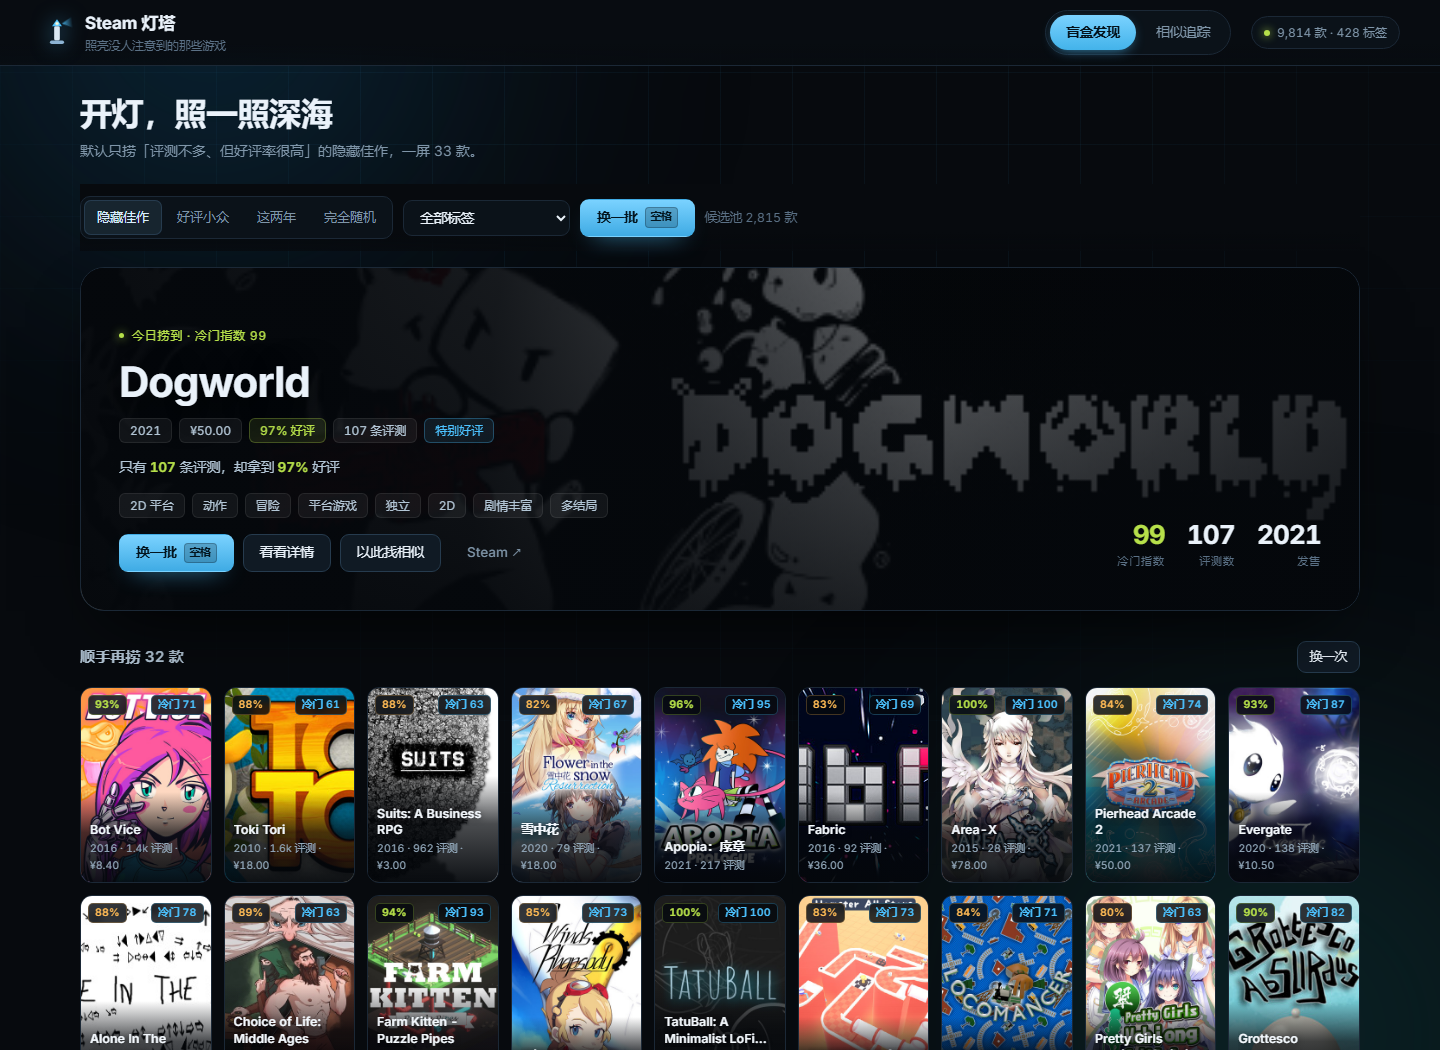 Steam 灯塔
照亮没人注意到的那些游戏
盲盒发现
相似追踪
9,814 款 · 428 标签
开灯，照一照深海
默认只捞「评测不多、但好评率很高」的隐藏佳作，一屏 33 款。
隐藏佳作
好评小众
这两年
完全随机
全部标签
换一批 空格
候选池 2,815 款
今日捞到 · 冷门指数 99
Dogworld
DOGWORLD
2021
¥50.00
97% 好评
107 条评测
特别好评
只有 107 条评测，却拿到 97% 好评
2D 平台
动作
冒险
平台游戏
独立
2D
剧情丰富
多结局
换一批 空格
看看详情
以此找相似
Steam ↗
99
冷门指数
107
评测数
2021
发售
顺手再捞 32 款
换一次
93% 冷门 71
BOT VICE
Bot Vice
2016 · 1.4k 评测 ·
¥8.40
88% 冷门 61
Toki Tori
2010 · 1.6k 评测 ·
¥18.00
88% 冷门 63
SUITS
Suits: A Business
RPG
2016 · 962 评测 ·
¥3.00
82% 冷门 67
Flower in the
雪中花 snow
Resurrection
雪中花
2020 · 79 评测 ·
¥18.00
96% 冷门 95
APOPIA
PROLOGUE
Apopia：序章
2021 · 217 评测
83% 冷门 69
Fabric
2016 · 92 评测 ·
¥36.00
100% 冷门 100
Area-X
2015 · 28 评测 ·
¥78.00
84% 冷门 74
PIERHEAD
2
ARCADE
Pierhead Arcade
2
2021 · 137 评测 ·
¥50.00
93% 冷门 87
Evergate
2020 · 138 评测 ·
¥10.50
88% 冷门 78
E IN THE
Alone In The
89% 冷门 63
Choice of Life:
Middle Ages
94% 冷门 93
FARM
KITTEN
Farm Kitten -
Puzzle Pipes
85% 冷门 73
Winds
Rhapsody
100% 冷门 100
TATUBALL
TatuBall: A
Minimalist LoFi...
83% 冷门 73
84% 冷门 71
LOCOMANCER
80% 冷门 63
Pretty Girls
Pretty Girls
90% 冷门 82
GROTTESCO
ABSURDUS
Grottesco